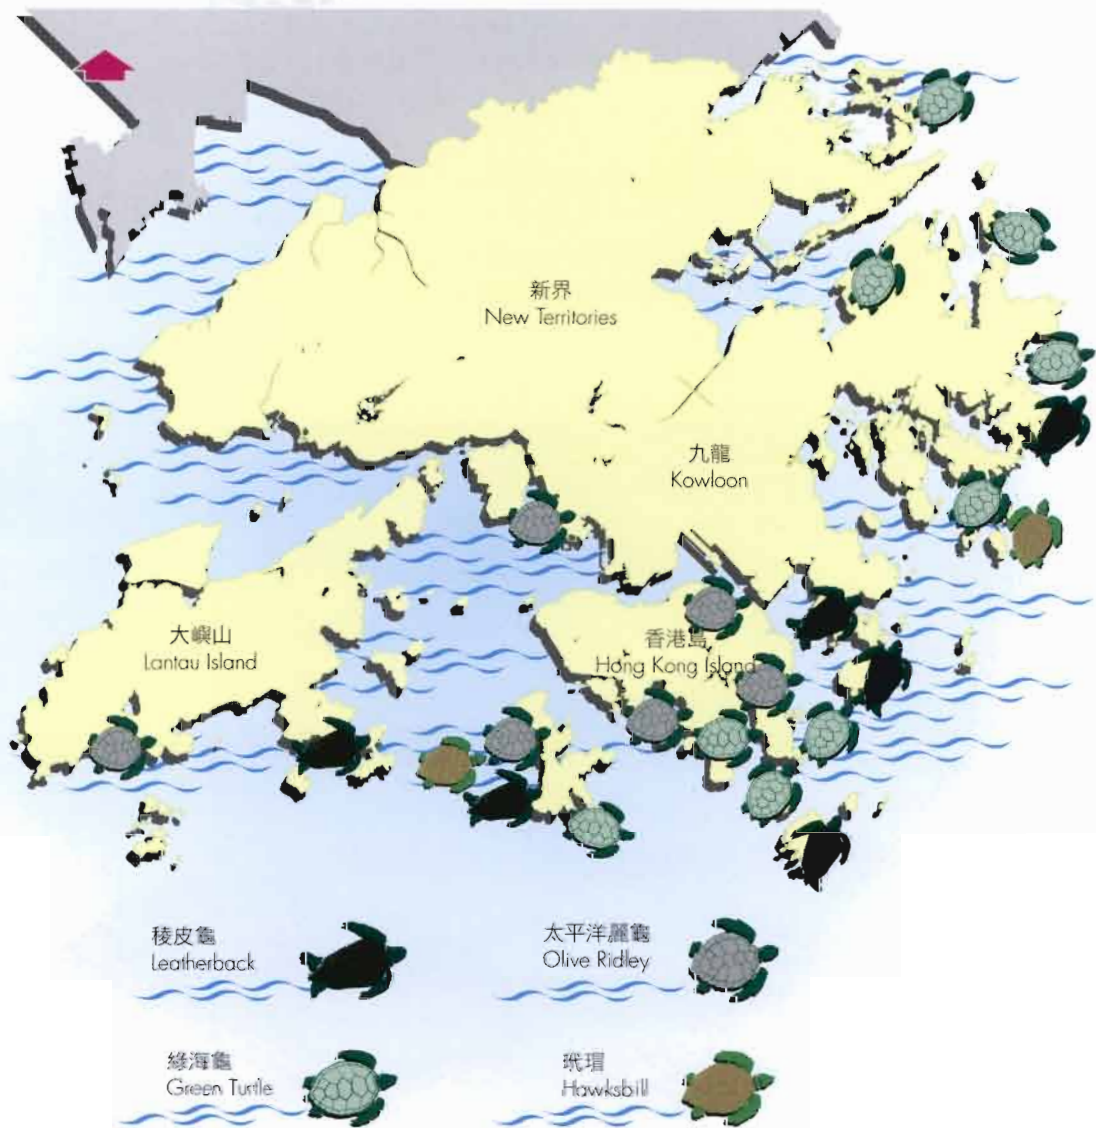 新界
New Territories
九龍
Kowloon
大嶼山
Lantau Island
香港島
Hong Kong Island
稜皮龜
Leatherback
太平洋麗龜
Olive Ridley
綠海龜
Green Turtle
玳瑁
Hawksbill